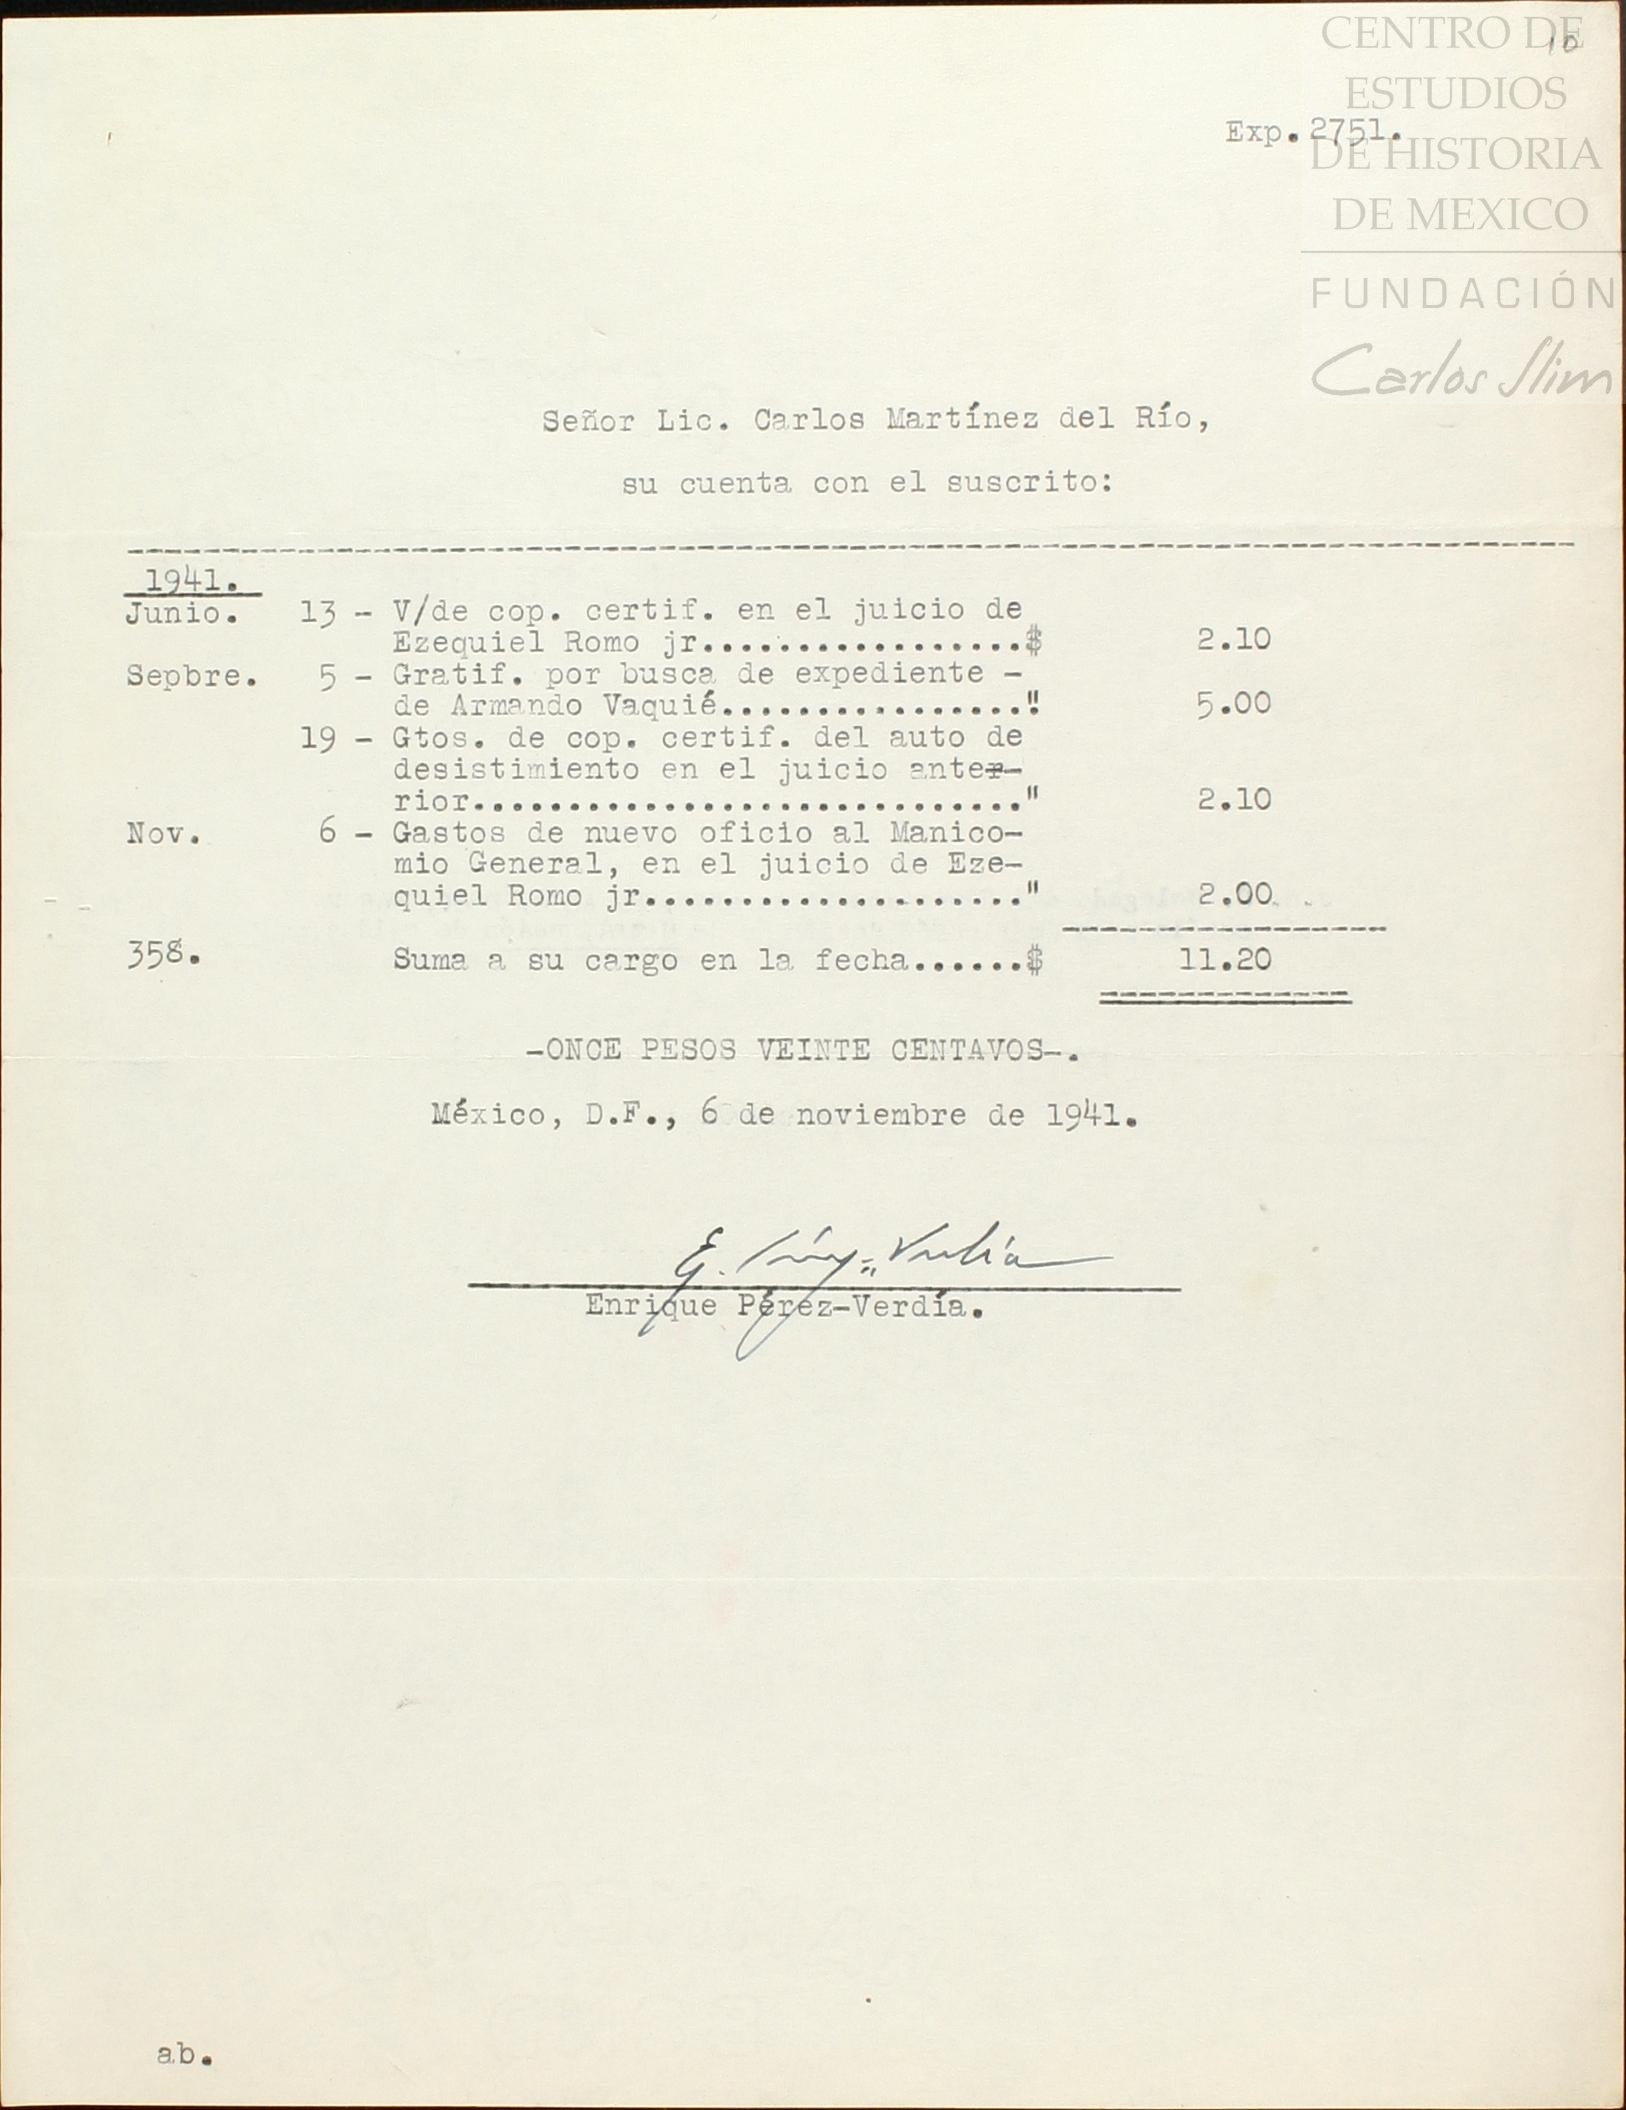 10
CENTRO DE
ESTUDIOS
DE HISTORIA
DE MEXICO
FUNDACIÓN
Carlos Slim
Exp. 2751.
Señor Lic. Carlos Martínez del Río,
su cuenta con el suscrito:
1941.
Junio. 13 - V/de cop. certif. en el juicio de
Ezequiel Romo jr.................$ 2.10
Sepbre. 5 - Gratif. por busca de expediente -
de Armando Vaquié................" 5.00
19 - Gtos. de cop. certif. del auto de
desistimiento en el juicio anter-
rior............................." 2.10
Nov. 6 - Gastos de nuevo oficio al Manico-
mio General, en el juicio de Eze-
quiel Romo jr...................." 2.00
358. Suma a su cargo en la fecha......$ 11.20
-ONCE PESOS VEINTE CENTAVOS-.
México, D.F., 6 de noviembre de 1941.
E. Pérez-Verdía
Enrique Pérez-Verdía.
ab.